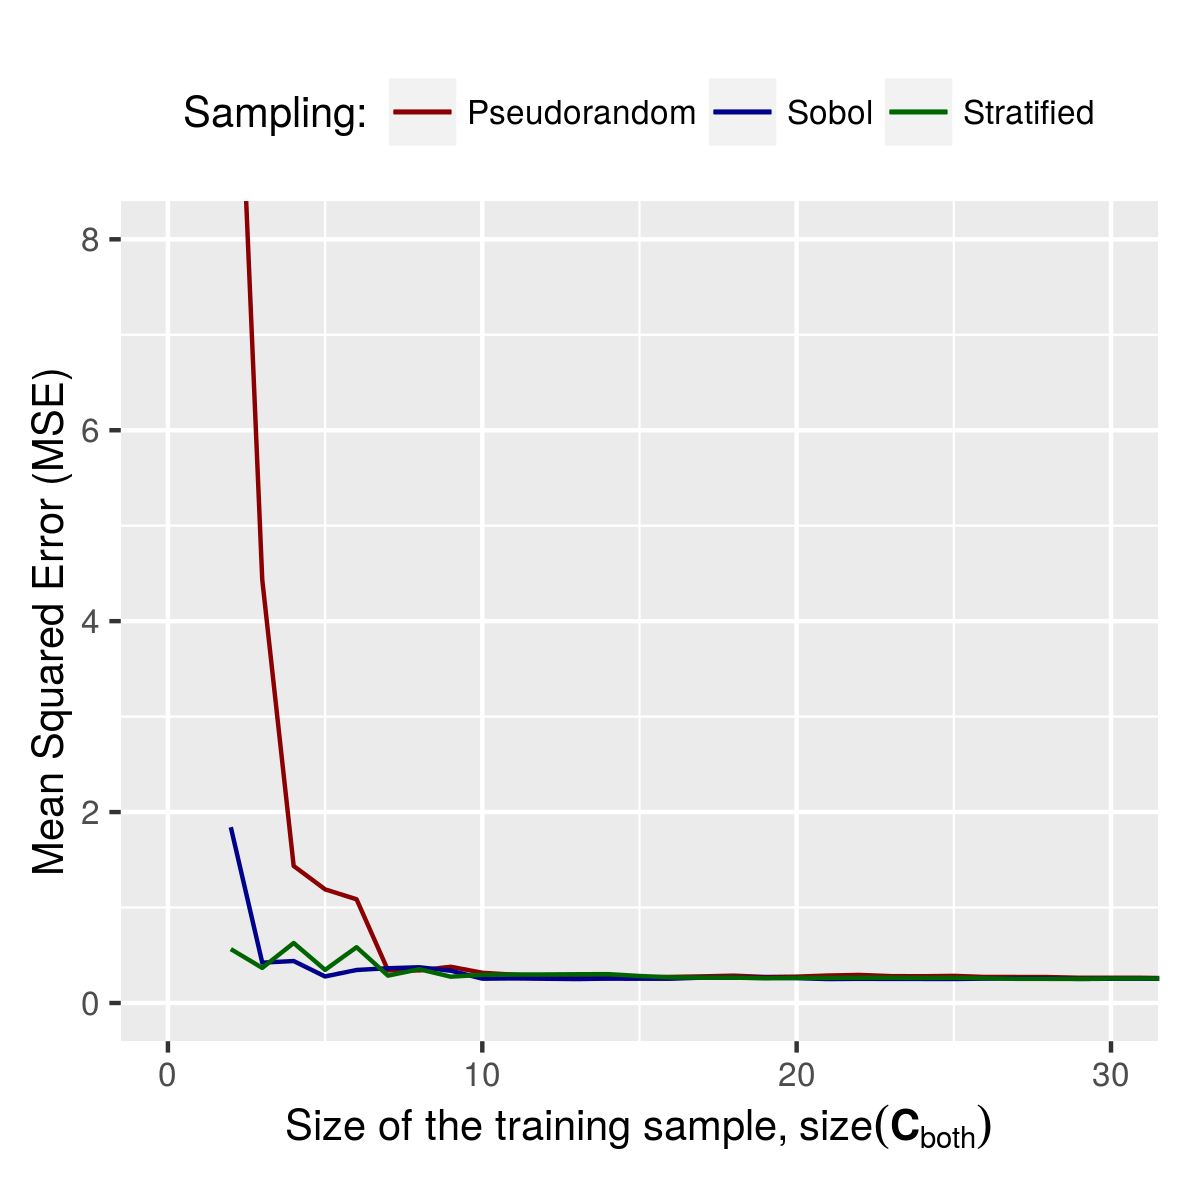 Sampling: Pseudorandom Sobol Stratified
8
6
4
2
0
Mean Squared Error (MSE)
0 10 20 30
Size of the training sample, size(C_both)